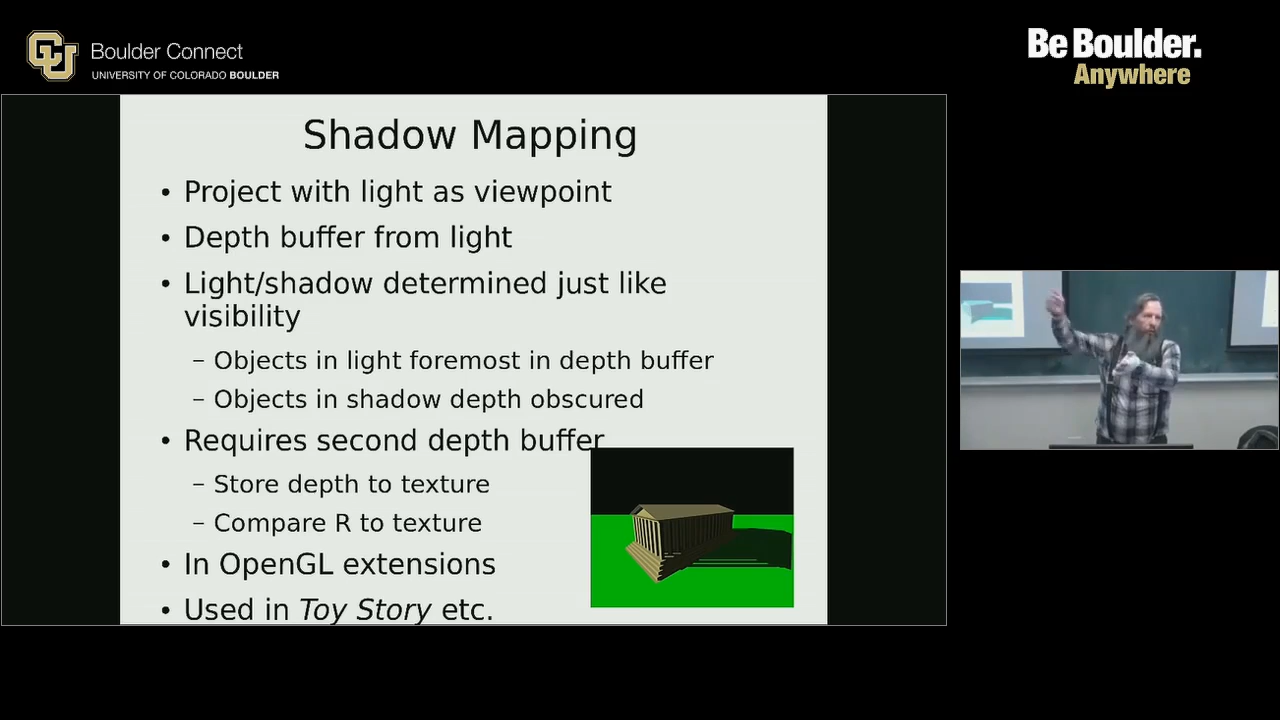 CU
Boulder Connect
UNIVERSITY OF COLORADO BOULDER
Be Boulder.
Anywhere
Shadow Mapping
• Project with light as viewpoint
• Depth buffer from light
• Light/shadow determined just like
visibility
– Objects in light foremost in depth buffer
– Objects in shadow depth obscured
• Requires second depth buffer
– Store depth to texture
– Compare R to texture
• In OpenGL extensions
• Used in Toy Story etc.